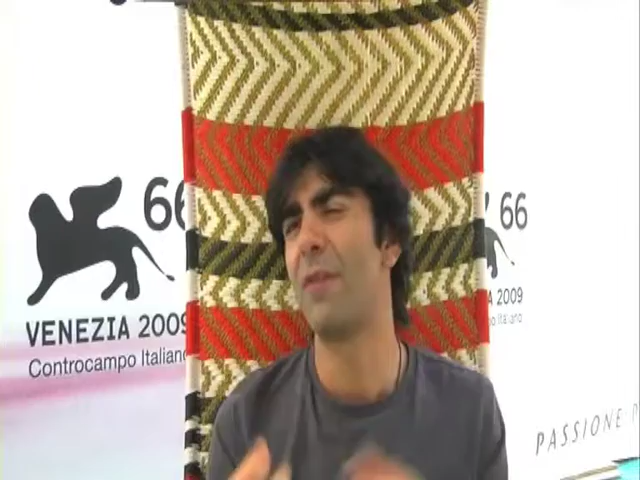 66
VENEZIA 2009
Controcampo Italiano
66
A 2009
PASSIONE